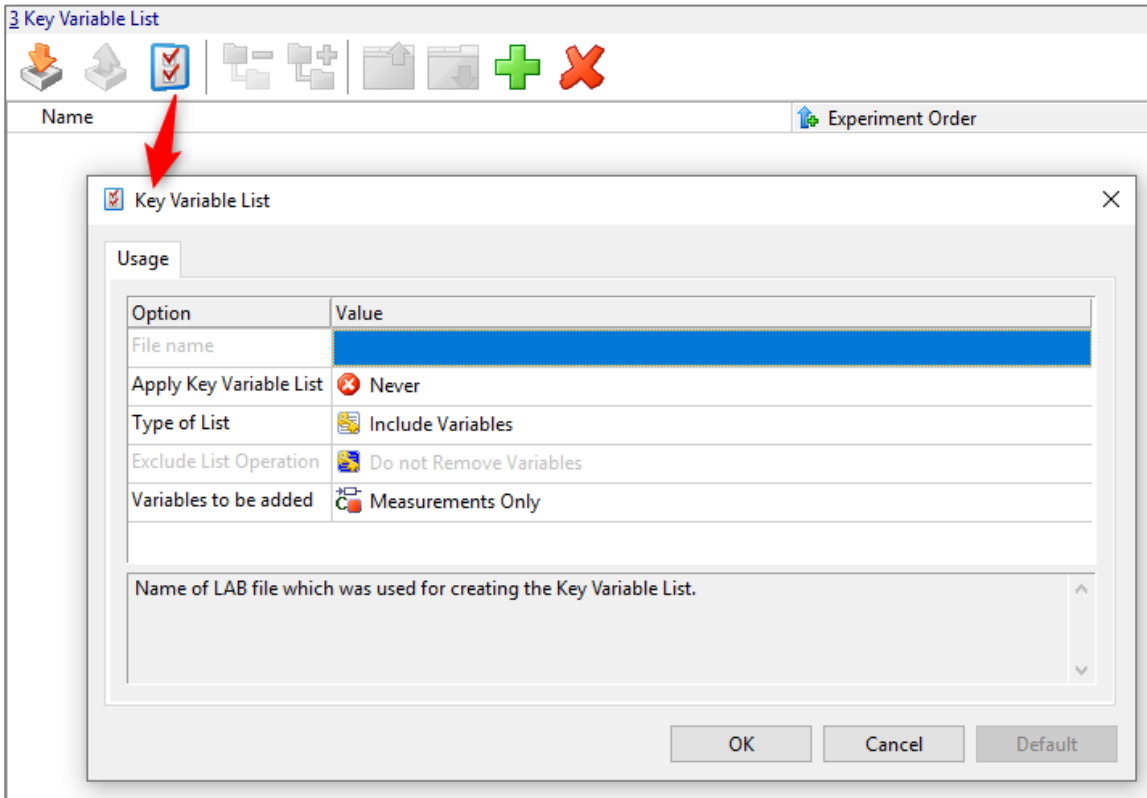 3 Key Variable List
Name
Experiment Order
Key Variable List
Usage
Option Value
File name
Apply Key Variable List Never
Type of List Include Variables
Exclude List Operation Do not Remove Variables
Variables to be added Measurements Only
Name of LAB file which was used for creating the Key Variable List.
OK Cancel Default